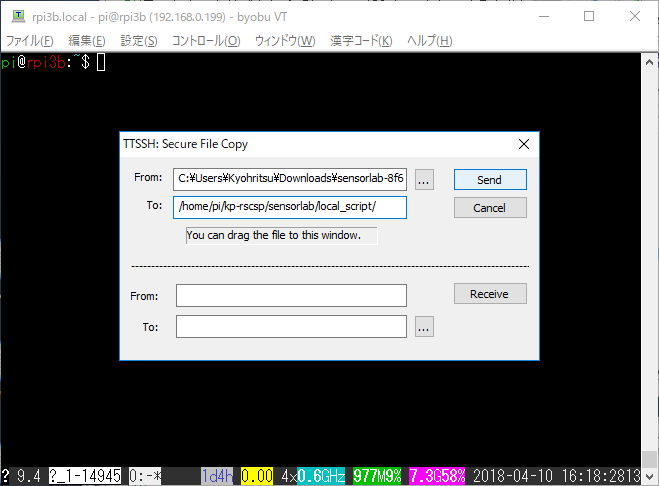 rpi3b.local - pi@rpi3b (192.168.0.199) - byobu VT
ファイル(F) 編集(E) 設定(S) コントロール(O) ウィンドウ(W) 漢字コード(K) ヘルプ(H)
pi@rpi3b:~$
TTSSH: Secure File Copy
From: C:¥Users¥Kyohritsu¥Downloads¥sensorlab-8f6 ... Send
To: /home/pi/kp-rscsp/sensorlab/local_script/ Cancel
You can drag the file to this window.
From: Receive
To: ...
? 9.4 ?_1-14945 0:-* 1d4h 0.00 4x0.6GHz 977M9% 7.3G58% 2018-04-10 16:18:2813